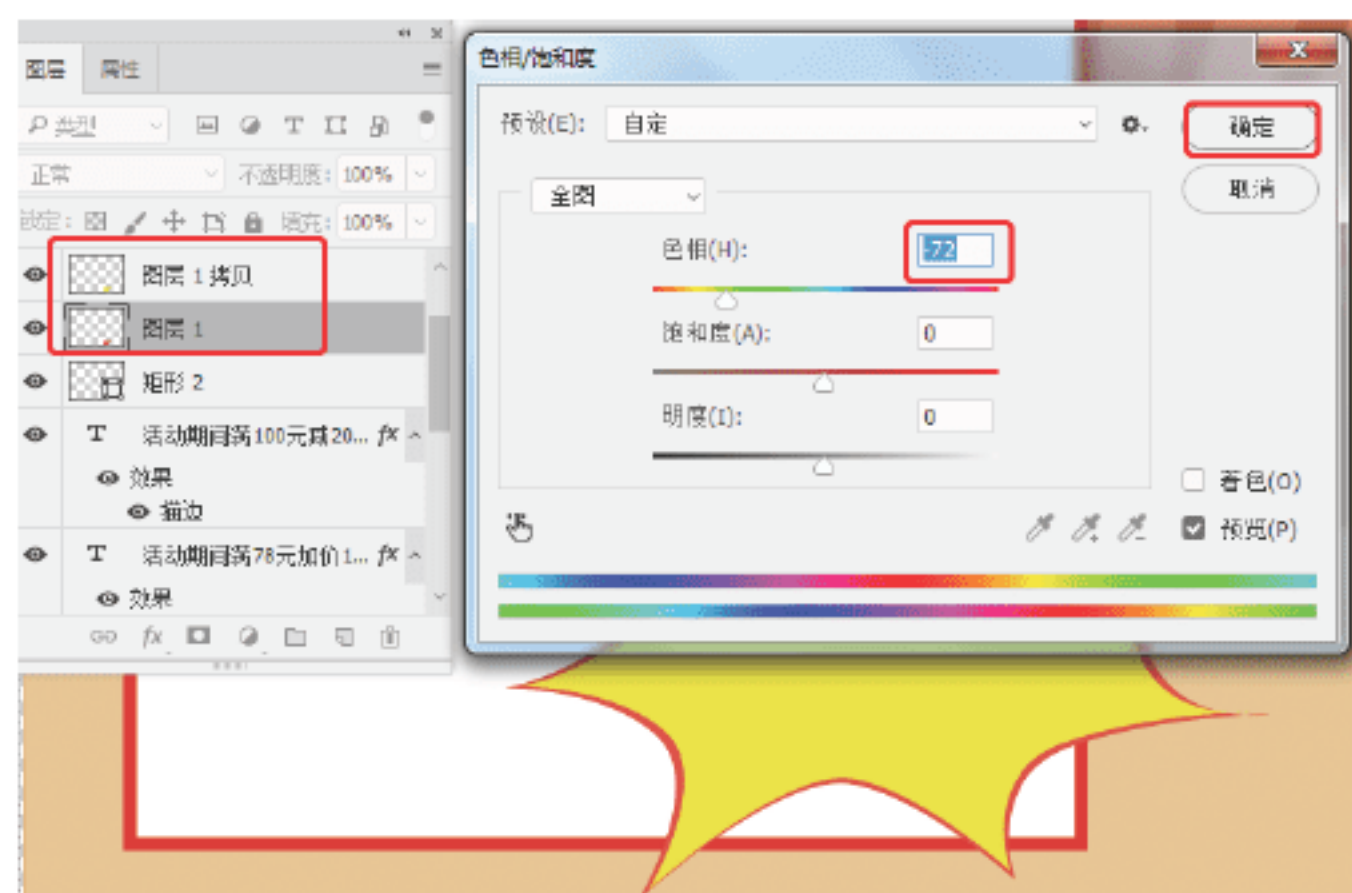 图层 属性
类型
正常 不透明度: 100%
锁定: 填充: 100%
图层 1 拷贝
图层 1
矩形 2
T 活动期间满100元减20... fx
效果
描边
T 活动期间满78元加价1... fx
效果
fx
色相/饱和度
预设(E): 自定
确定
取消
全图
色相(H): -72
饱和度(A): 0
明度(I): 0
着色(O)
预览(P)